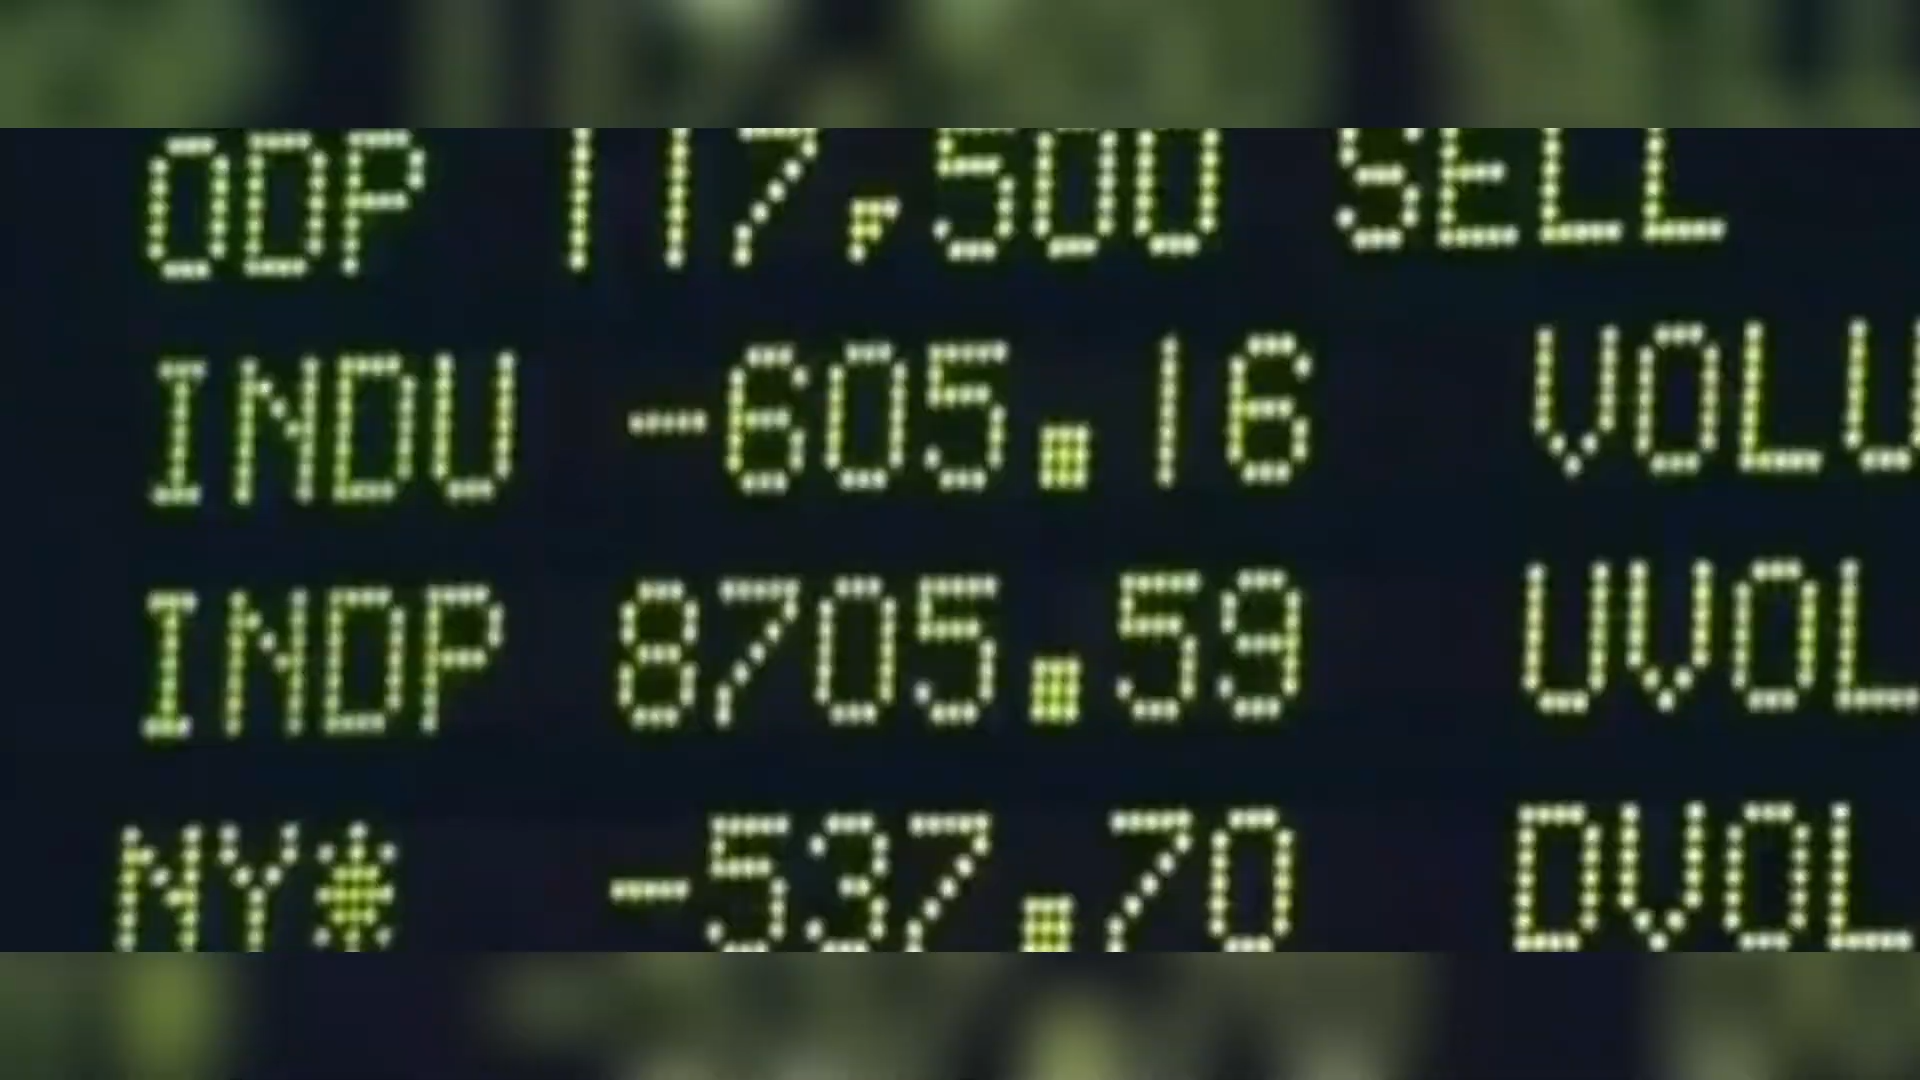 ODP 117,500 SELL
INDU -605.16 VOLU
INDP 8705.59 UVOL
NY* -537.70 DVOL